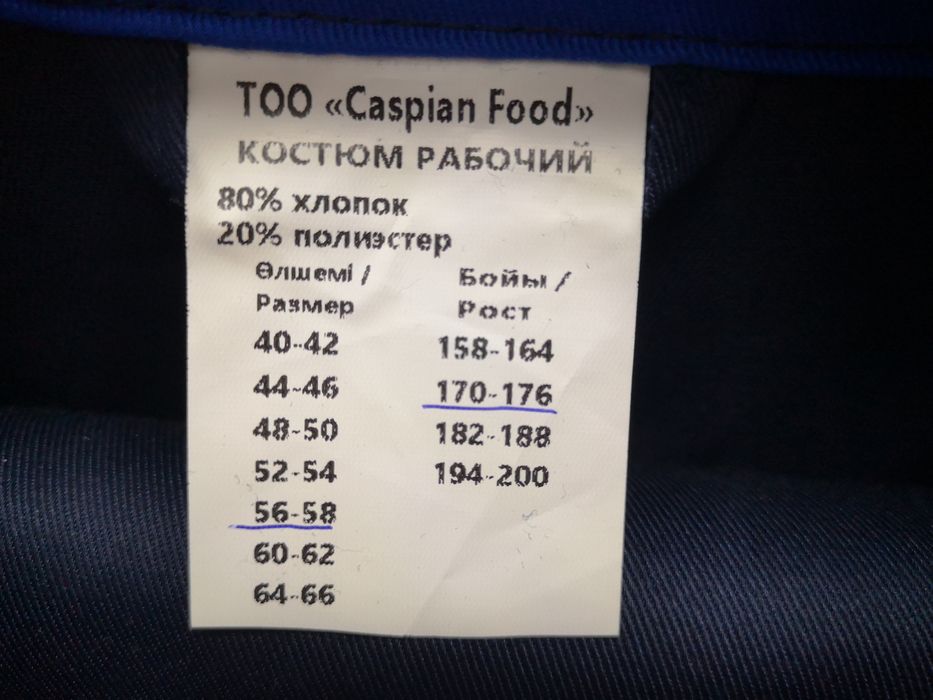 ТОО «Caspian Food»
КОСТЮМ РАБОЧИЙ
80% хлопок
20% полиэстер
Өлшемі / Бойы /
Размер Рост
40-42 158-164
44-46 170-176
48-50 182-188
52-54 194-200
56-58
60-62
64-66